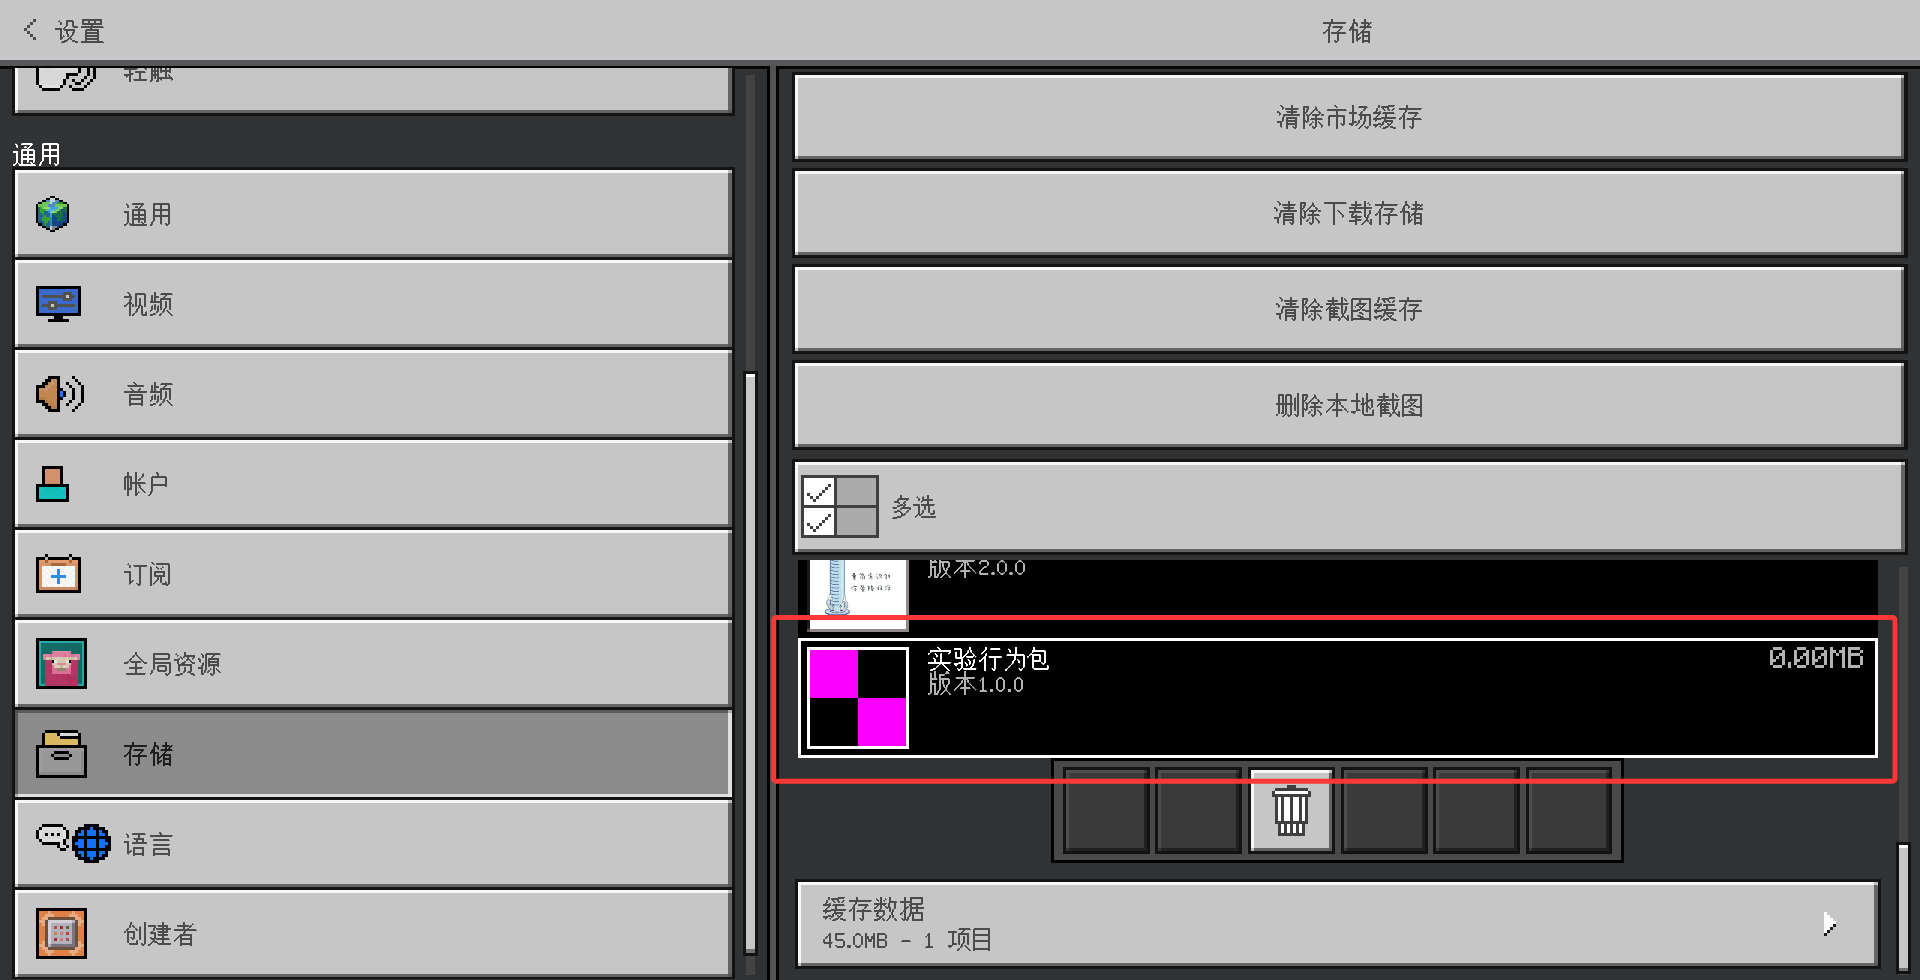 设置
存储
轻触
通用
通用
视频
音频
帐户
订阅
全局资源
存储
语言
创建者
清除市场缓存
清除下载存储
清除截图缓存
删除本地截图
多选
版本2.0.0
实验行为包
0.00MB
版本1.0.0
缓存数据
45.0MB - 1 项目